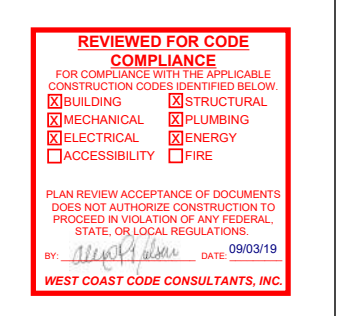 REVIEWED FOR CODE
COMPLIANCE
FOR COMPLIANCE WITH THE APPLICABLE
CONSTRUCTION CODES IDENTIFIED BELOW.
X BUILDING X STRUCTURAL
X MECHANICAL X PLUMBING
X ELECTRICAL X ENERGY
ACCESSIBILITY FIRE
PLAN REVIEW ACCEPTANCE OF DOCUMENTS
DOES NOT AUTHORIZE CONSTRUCTION TO
PROCEED IN VIOLATION OF ANY FEDERAL,
STATE, OR LOCAL REGULATIONS.
BY: DATE: 09/03/19
WEST COAST CODE CONSULTANTS, INC.